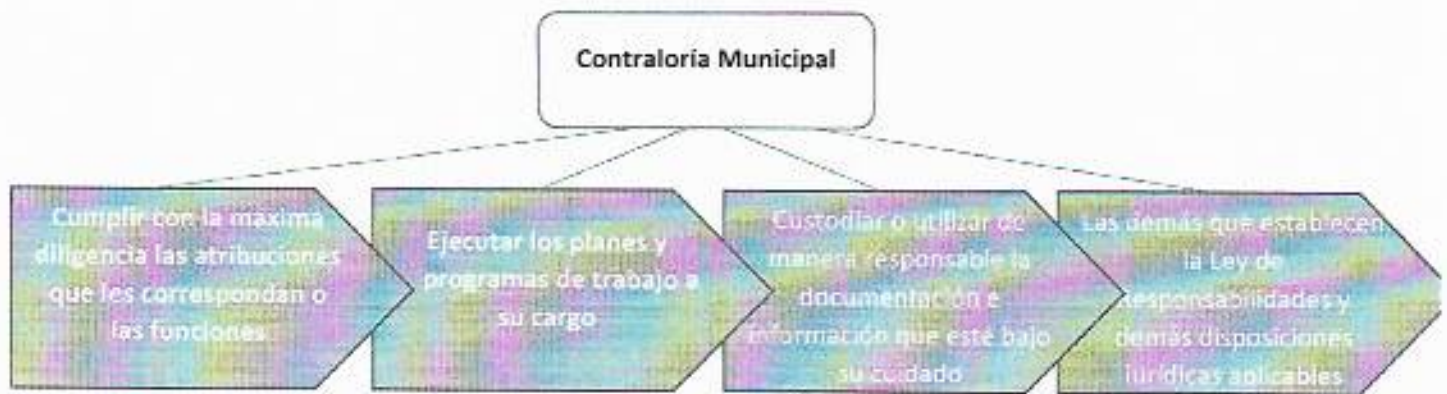 Contraloría Municipal
Cumplir con la máxima
diligencia las atribuciones
que les correspondan o
las funciones
Ejecutar los planes y
programas de trabajo a
su cargo
Custodiar o utilizar de
manera responsable la
documentación e
información que esté bajo
su cuidado
Las demás que establecen
la Ley de
Responsabilidades y
demás disposiciones
jurídicas aplicables